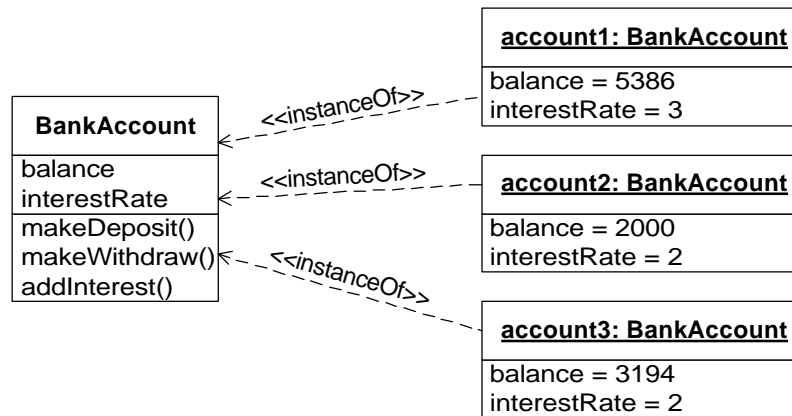 BankAccount
balance
interestRate
makeDeposit()
makeWithdraw()
addInterest()
<<instanceOf>>
<<instanceOf>>
<<instanceOf>>
account1: BankAccount
balance = 5386
interestRate = 3
account2: BankAccount
balance = 2000
interestRate = 2
account3: BankAccount
balance = 3194
interestRate = 2